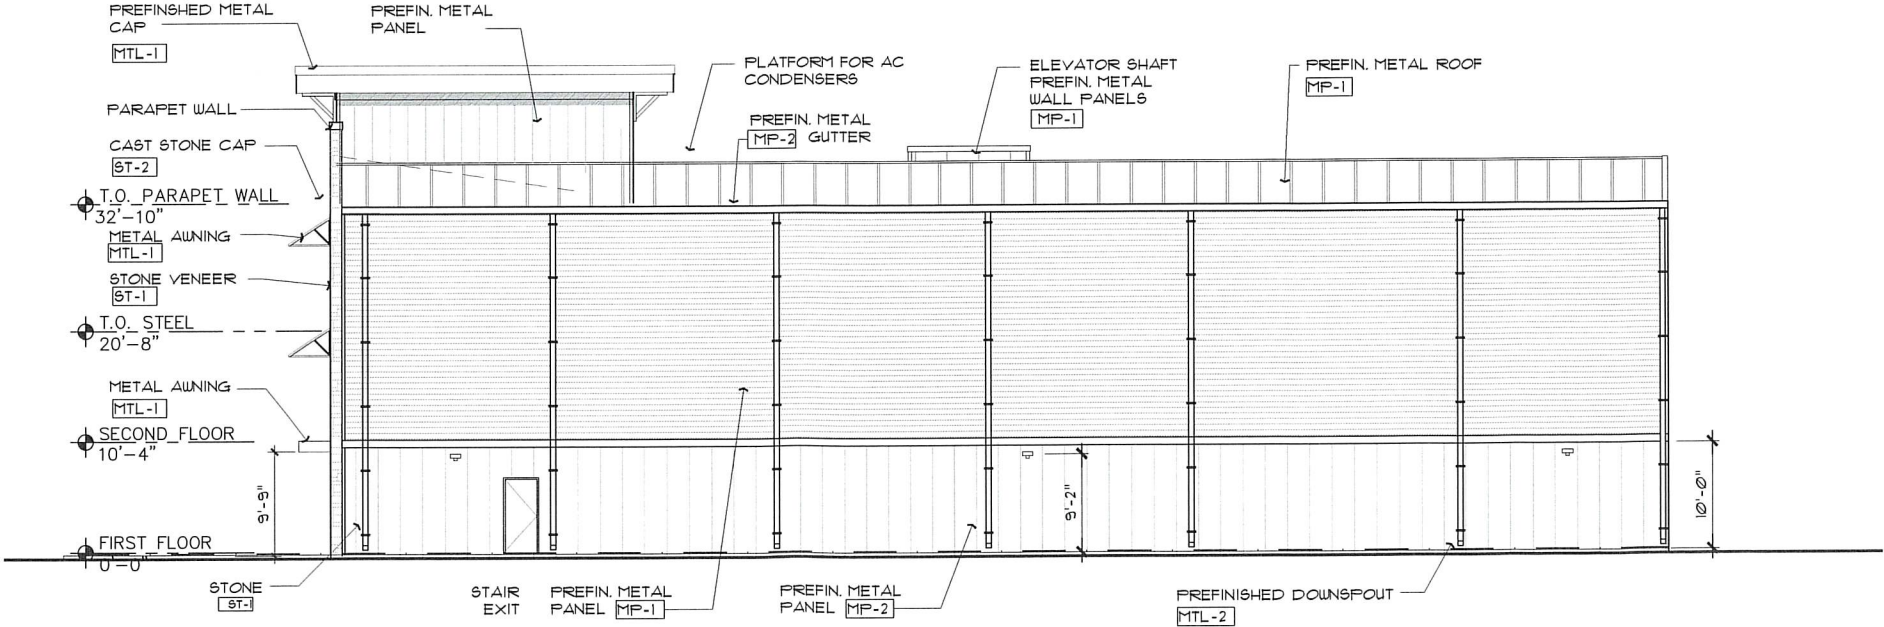 PREFINSHED METAL
CAP
MTL-1
PREFIN. METAL
PANEL
PLATFORM FOR AC
CONDENSERS
ELEVATOR SHAFT
PREFIN. METAL
WALL PANELS
MP-1
PREFIN. METAL ROOF
MP-1
PARAPET WALL
PREFIN. METAL
MP-2 GUTTER
CAST STONE CAP
ST-2
T.O. PARAPET WALL
32'-10"
METAL AWNING
MTL-1
STONE VENEER
ST-1
T.O. STEEL
20'-8"
METAL AWNING
MTL-1
SECOND FLOOR
10'-4"
9'-9"
9'-2"
10'-0"
FIRST FLOOR
0'-0"
STONE
ST-1
STAIR
EXIT
PREFIN. METAL
PANEL MP-1
PREFIN. METAL
PANEL MP-2
PREFINISHED DOWNSPOUT
MTL-2